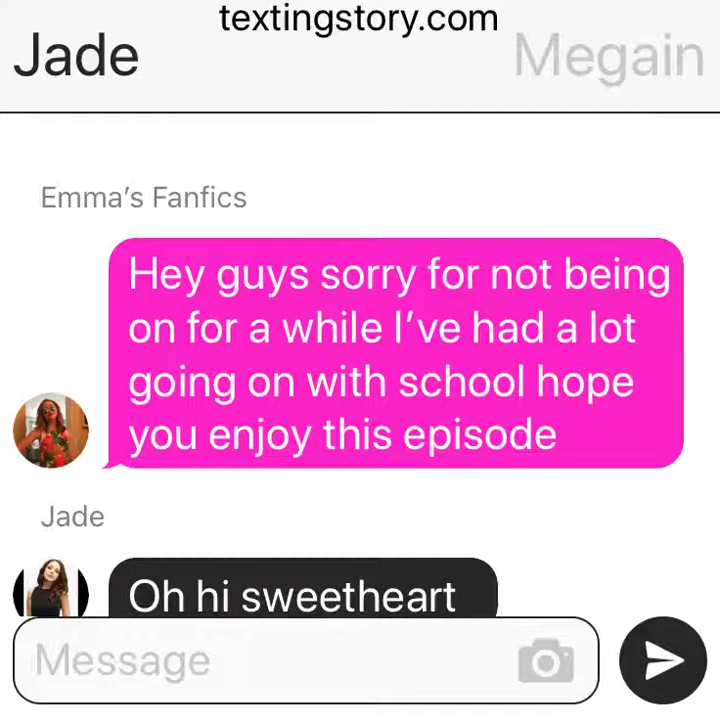 textingstory.com
Jade
Megain
Emma’s Fanfics
Hey guys sorry for not being
on for a while I’ve had a lot
going on with school hope
you enjoy this episode
Jade
Oh hi sweetheart
Message